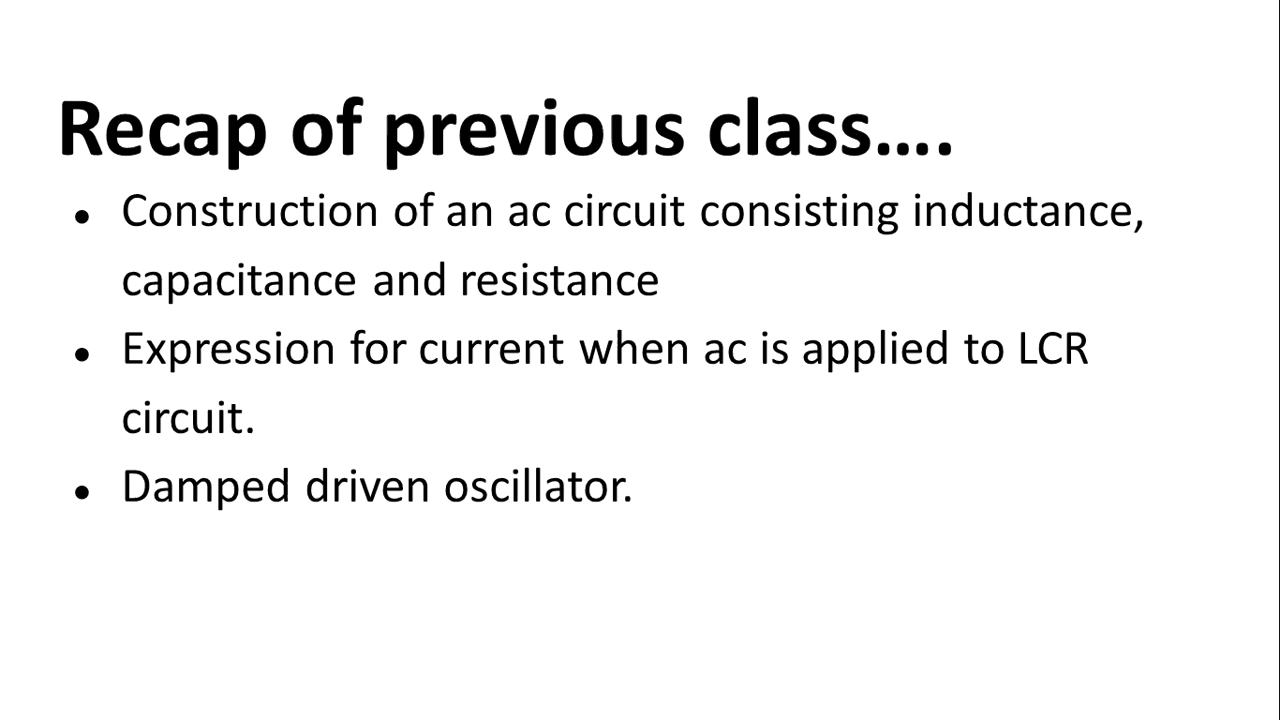 Recap of previous class….
• Construction of an ac circuit consisting inductance,
capacitance and resistance
• Expression for current when ac is applied to LCR
circuit.
• Damped driven oscillator.